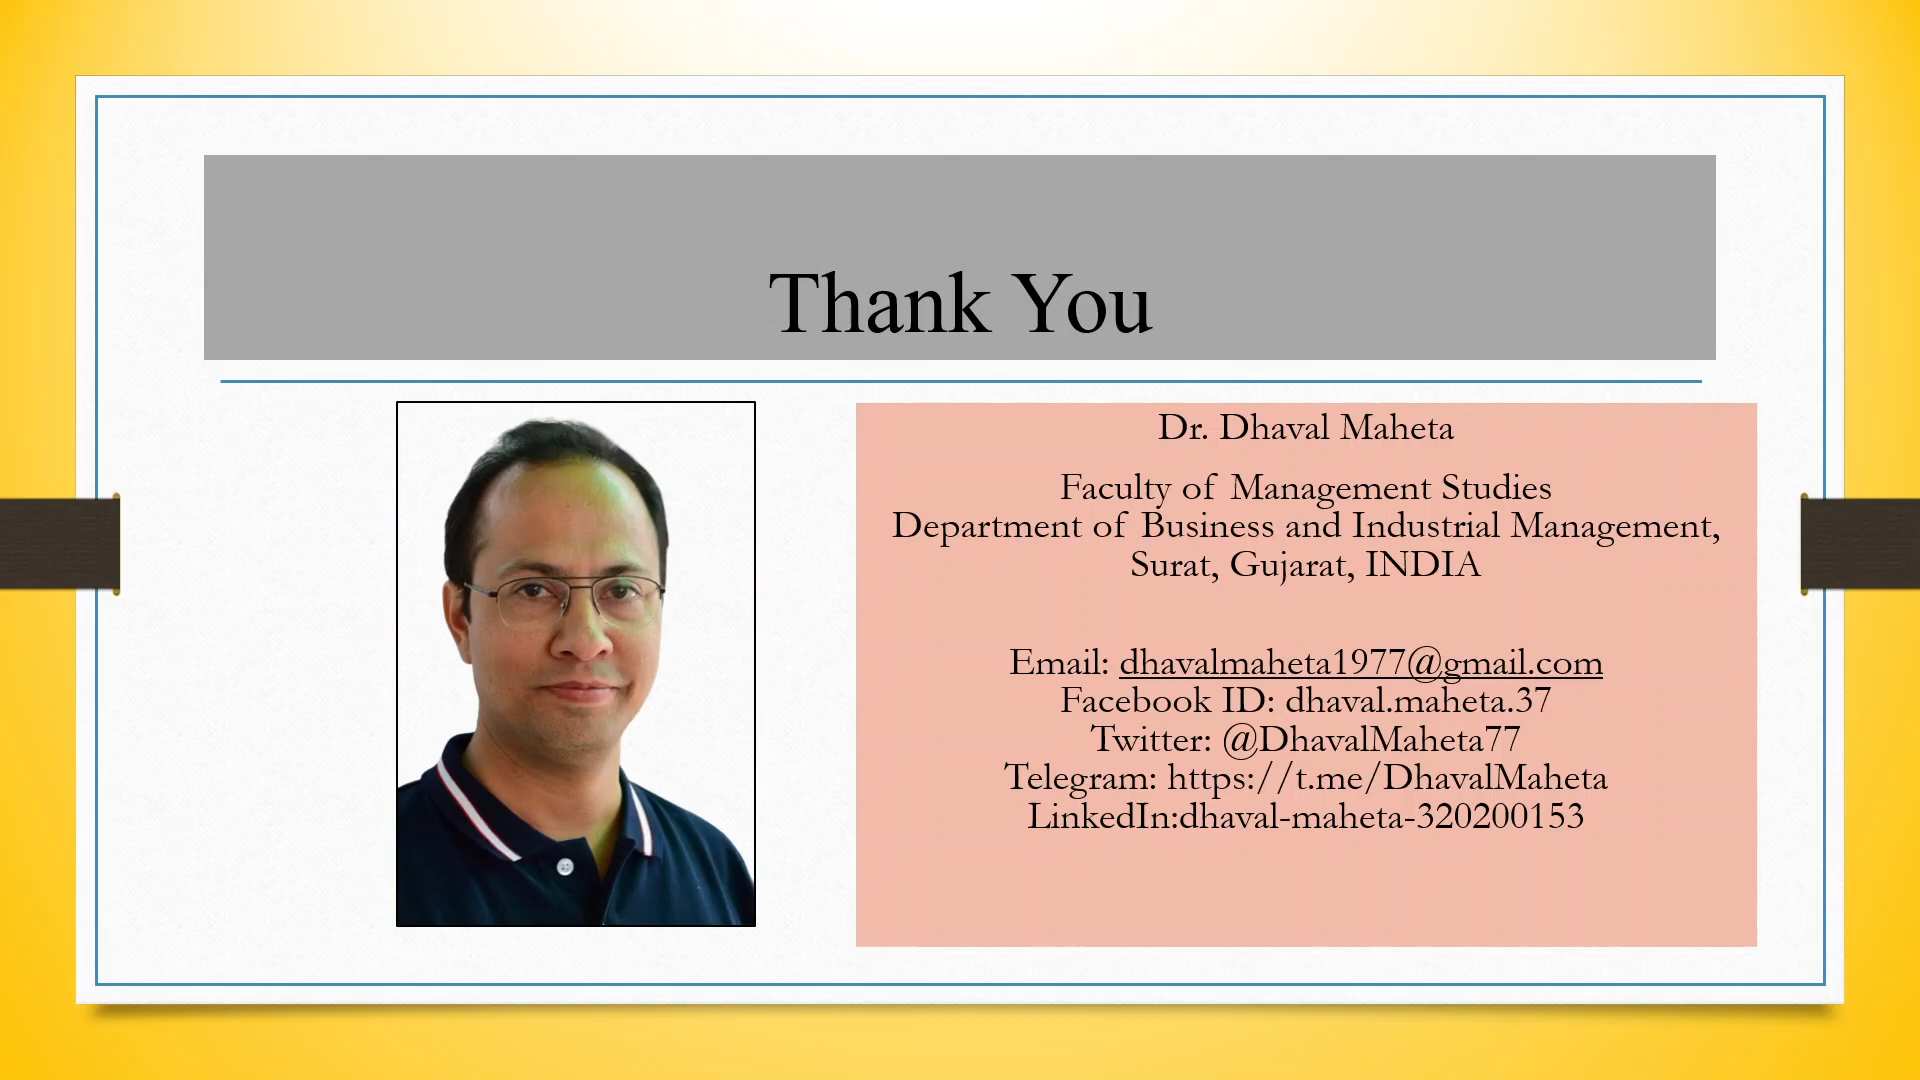 Thank You
Dr. Dhaval Maheta
Faculty of Management Studies
Department of Business and Industrial Management,
Surat, Gujarat, INDIA
Email: dhavalmaheta1977@gmail.com
Facebook ID: dhaval.maheta.37
Twitter: @DhavalMaheta77
Telegram: https://t.me/DhavalMaheta
LinkedIn:dhaval-maheta-320200153